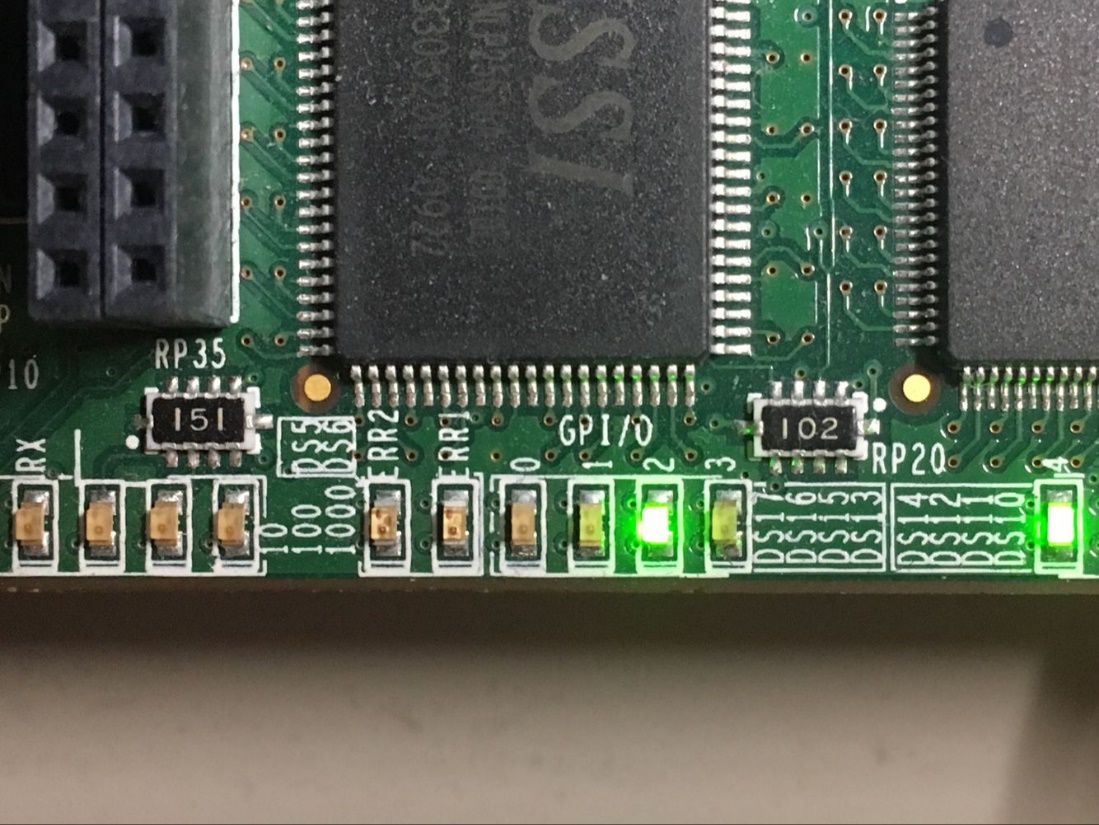 ISSI
RP35
10
151
DS5
DS6
ERR2
ERR1
GPI/O
102
RP20
RX
10
100
1000
0
1
2
3
DS17
DS16
DS15
DS13
DS14
DS12
DS11
DS10
4